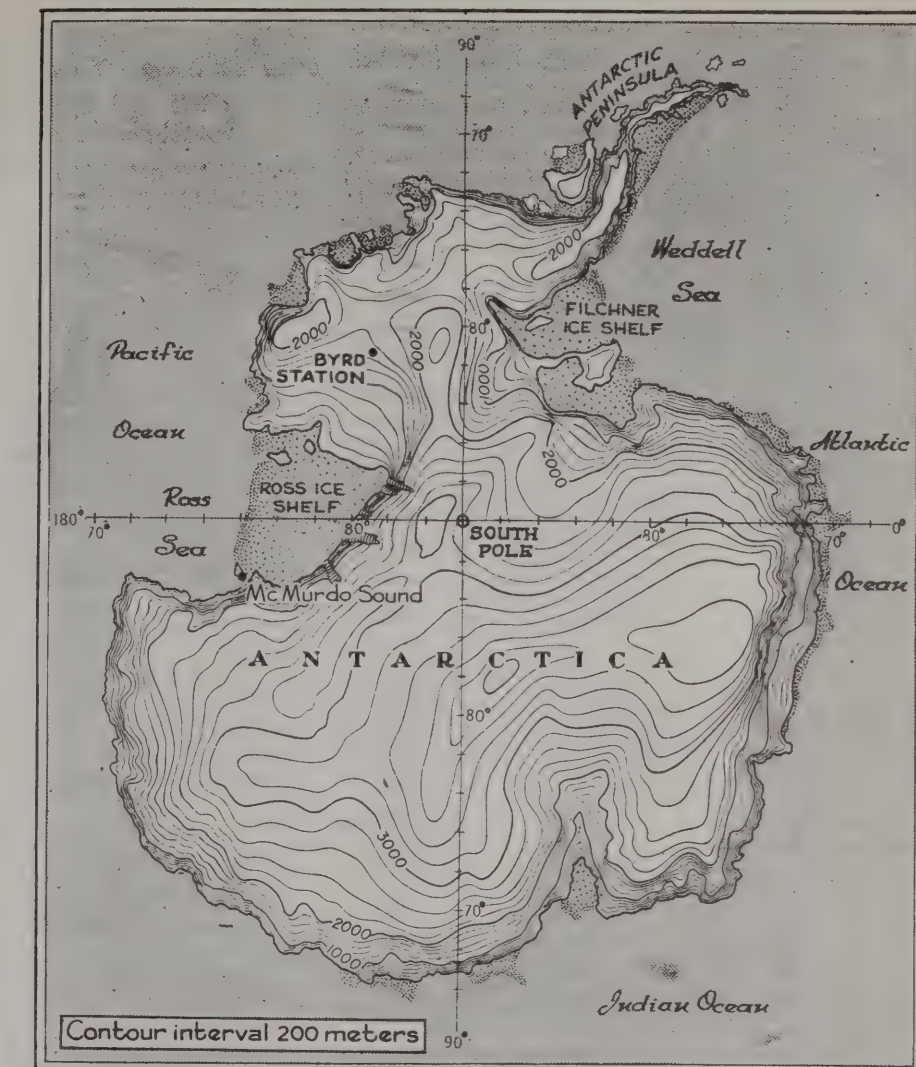 90°
ANTARCTIC
PENINSULA
70°
2000
Weddell
Sea
FILCHNER
ICE SHELF
80°
2000
2000
1000
Pacific
Ocean
BYRD
STATION
Atlantic
Ocean
2000
ROSS ICE
SHELF
Ross
Sea
180°
70°
80°
SOUTH
POLE
80°
70°
0°
McMurdo Sound
ANTARCTICA
80°
3000
70°
2000
1000
Indian Ocean
Contour interval 200 meters
90°